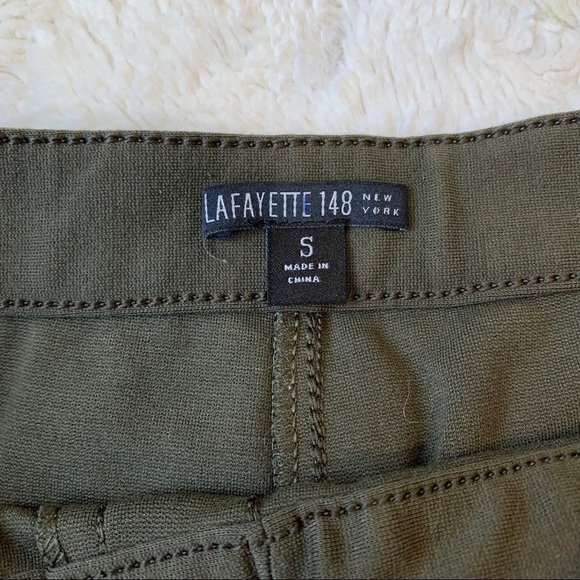 LAFAYETTE 148 NEW YORK
S
MADE IN
CHINA